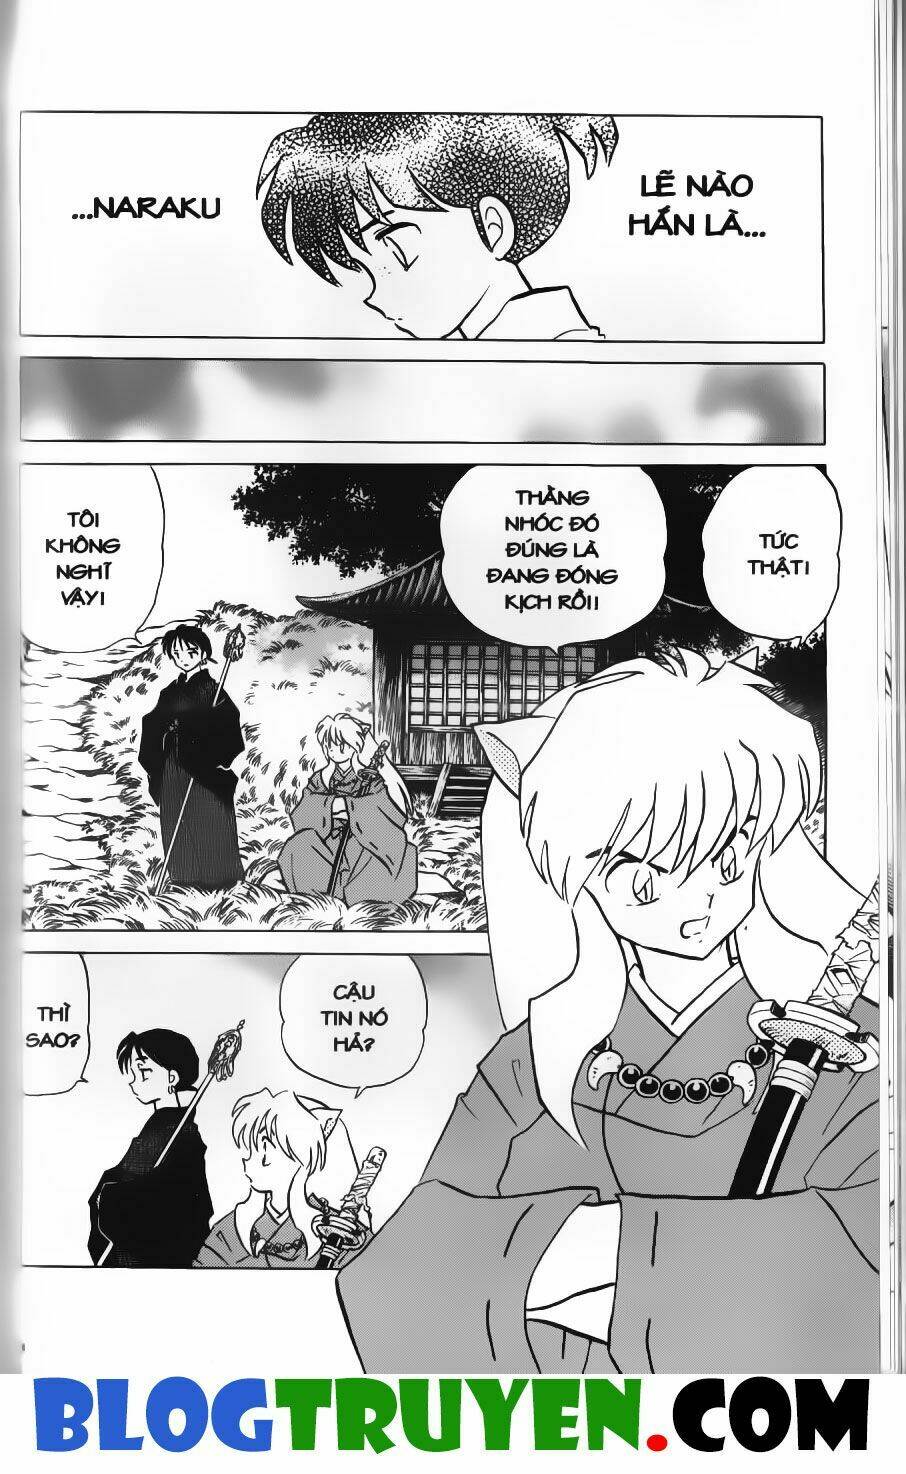 LẼ NÀO
HẮN LÀ...
...NARAKU
TỨC
THẬT!
THẰNG
NHÓC ĐÓ
ĐÚNG LÀ
ĐANG ĐÓNG
KỊCH RỒI!
TÔI
KHÔNG
NGHĨ
VẬY!
CẬU
TIN NÓ
HẢ?
THÌ
SAO?
BLOGTRUYEN.COM